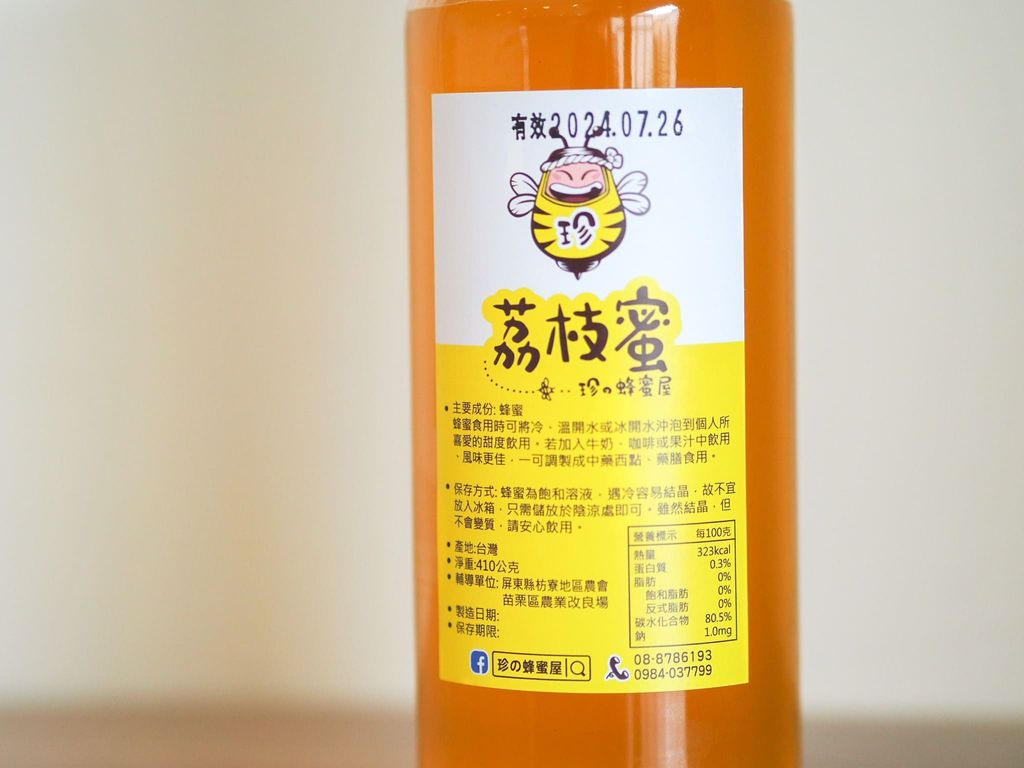 有效2024.07.26
珍
荔枝蜜
珍の蜂蜜屋
• 主要成份: 蜂蜜
蜂蜜食用時可將冷、溫開水或冰開水沖泡到個人所
喜愛的甜度飲用。若加入牛奶、咖啡或果汁中飲用
、風味更佳，一可調製成中藥西點、藥膳食用。
• 保存方式: 蜂蜜為飽和溶液，遇冷容易結晶，故不宜
放入冰箱，只需儲放於陰涼處即可。雖然結晶，但
不會變質，請安心飲用。
• 產地:台灣
• 淨重:410公克
• 輔導單位: 屏東縣枋寮地區農會
苗栗區農業改良場
• 製造日期:
• 保存期限:
營養標示 每100克
熱量 323kcal
蛋白質 0.3%
脂肪 0%
飽和脂肪 0%
反式脂肪 0%
碳水化合物 80.5%
鈉 1.0mg
f 珍の蜂蜜屋
08-8786193
0984-037799